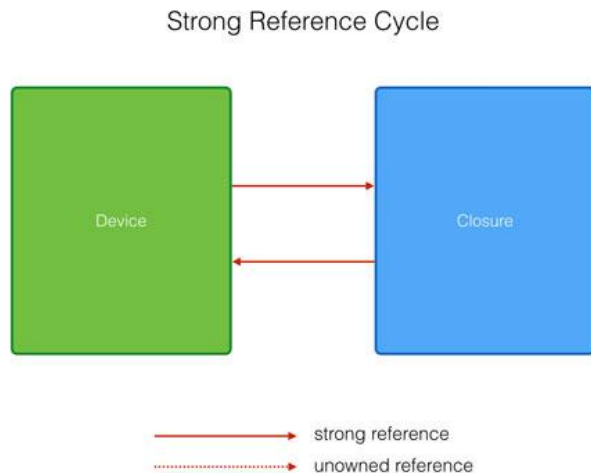 Strong Reference Cycle
Device
Closure
strong reference
unowned reference